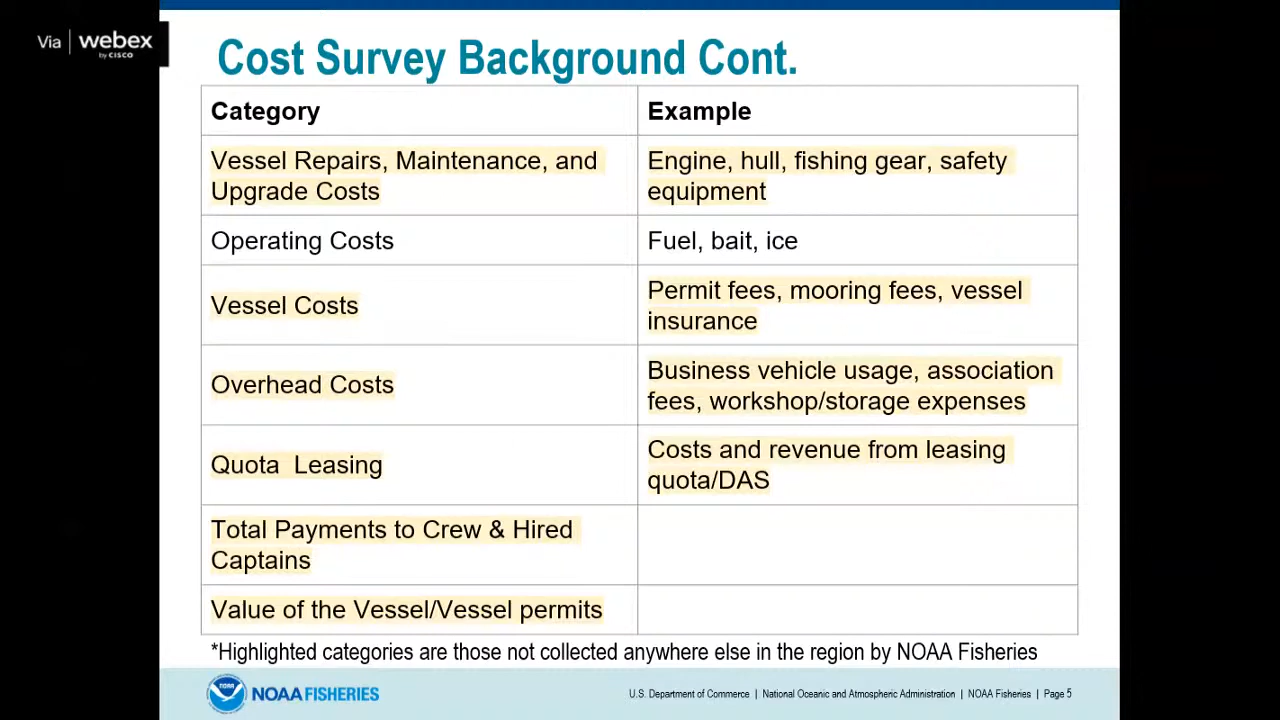 Via | webex
by CISCO
Cost Survey Background Cont.
Category
Example
Vessel Repairs, Maintenance, and
Upgrade Costs
Engine, hull, fishing gear, safety
equipment
Operating Costs
Fuel, bait, ice
Vessel Costs
Permit fees, mooring fees, vessel
insurance
Overhead Costs
Business vehicle usage, association
fees, workshop/storage expenses
Quota  Leasing
Costs and revenue from leasing
quota/DAS
Total Payments to Crew & Hired
Captains
Value of the Vessel/Vessel permits
*Highlighted categories are those not collected anywhere else in the region by NOAA Fisheries
NOAA
NOAA FISHERIES
U.S. Department of Commerce | National Oceanic and Atmospheric Administration | NOAA Fisheries | Page 5